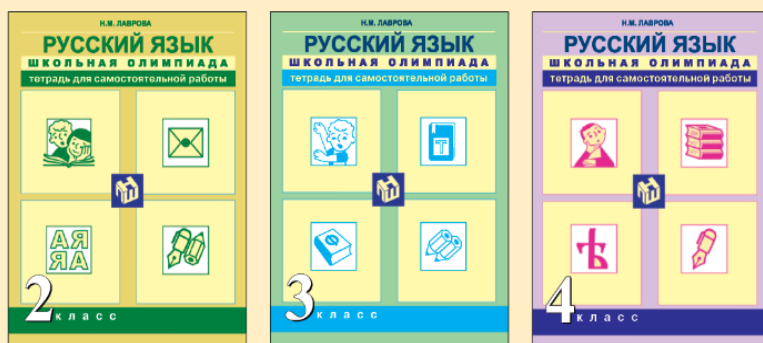 Н.М. ЛАВРОВА
РУССКИЙ ЯЗЫК
ШКОЛЬНАЯ ОЛИМПИАДА
тетрадь для самостоятельной работы
АЯ
ЯА
2 класс
Н.М. ЛАВРОВА
РУССКИЙ ЯЗЫК
ШКОЛЬНАЯ ОЛИМПИАДА
тетрадь для самостоятельной работы
Т
3 класс
Н.М. ЛАВРОВА
РУССКИЙ ЯЗЫК
ШКОЛЬНАЯ ОЛИМПИАДА
тетрадь для самостоятельной работы
Ѣ
4 класс